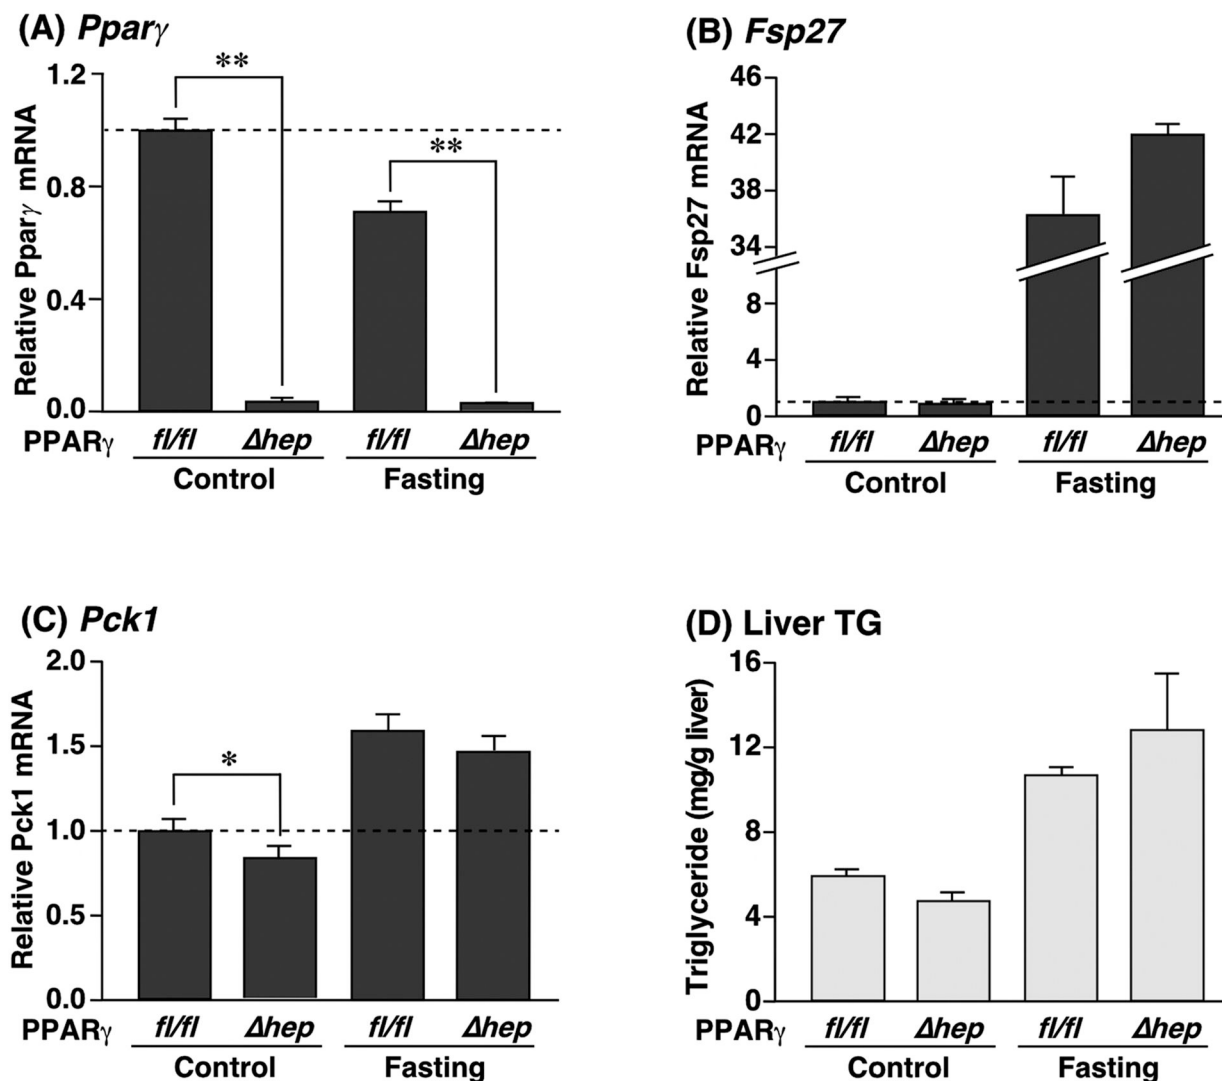 (A) Pparγ
Relative Pparγ mRNA
1.2
0.8
0.4
0.0
**
**
PPARγ fl/fl Δhep fl/fl Δhep
Control Fasting
(B) Fsp27
Relative Fsp27 mRNA
46
42
38
34
8
4
0
PPARγ fl/fl Δhep fl/fl Δhep
Control Fasting
(C) Pck1
Relative Pck1 mRNA
2.0
1.5
1.0
0.5
0.0
*
PPARγ fl/fl Δhep fl/fl Δhep
Control Fasting
(D) Liver TG
Triglyceride (mg/g liver)
16
12
8
4
0
PPARγ fl/fl Δhep fl/fl Δhep
Control Fasting